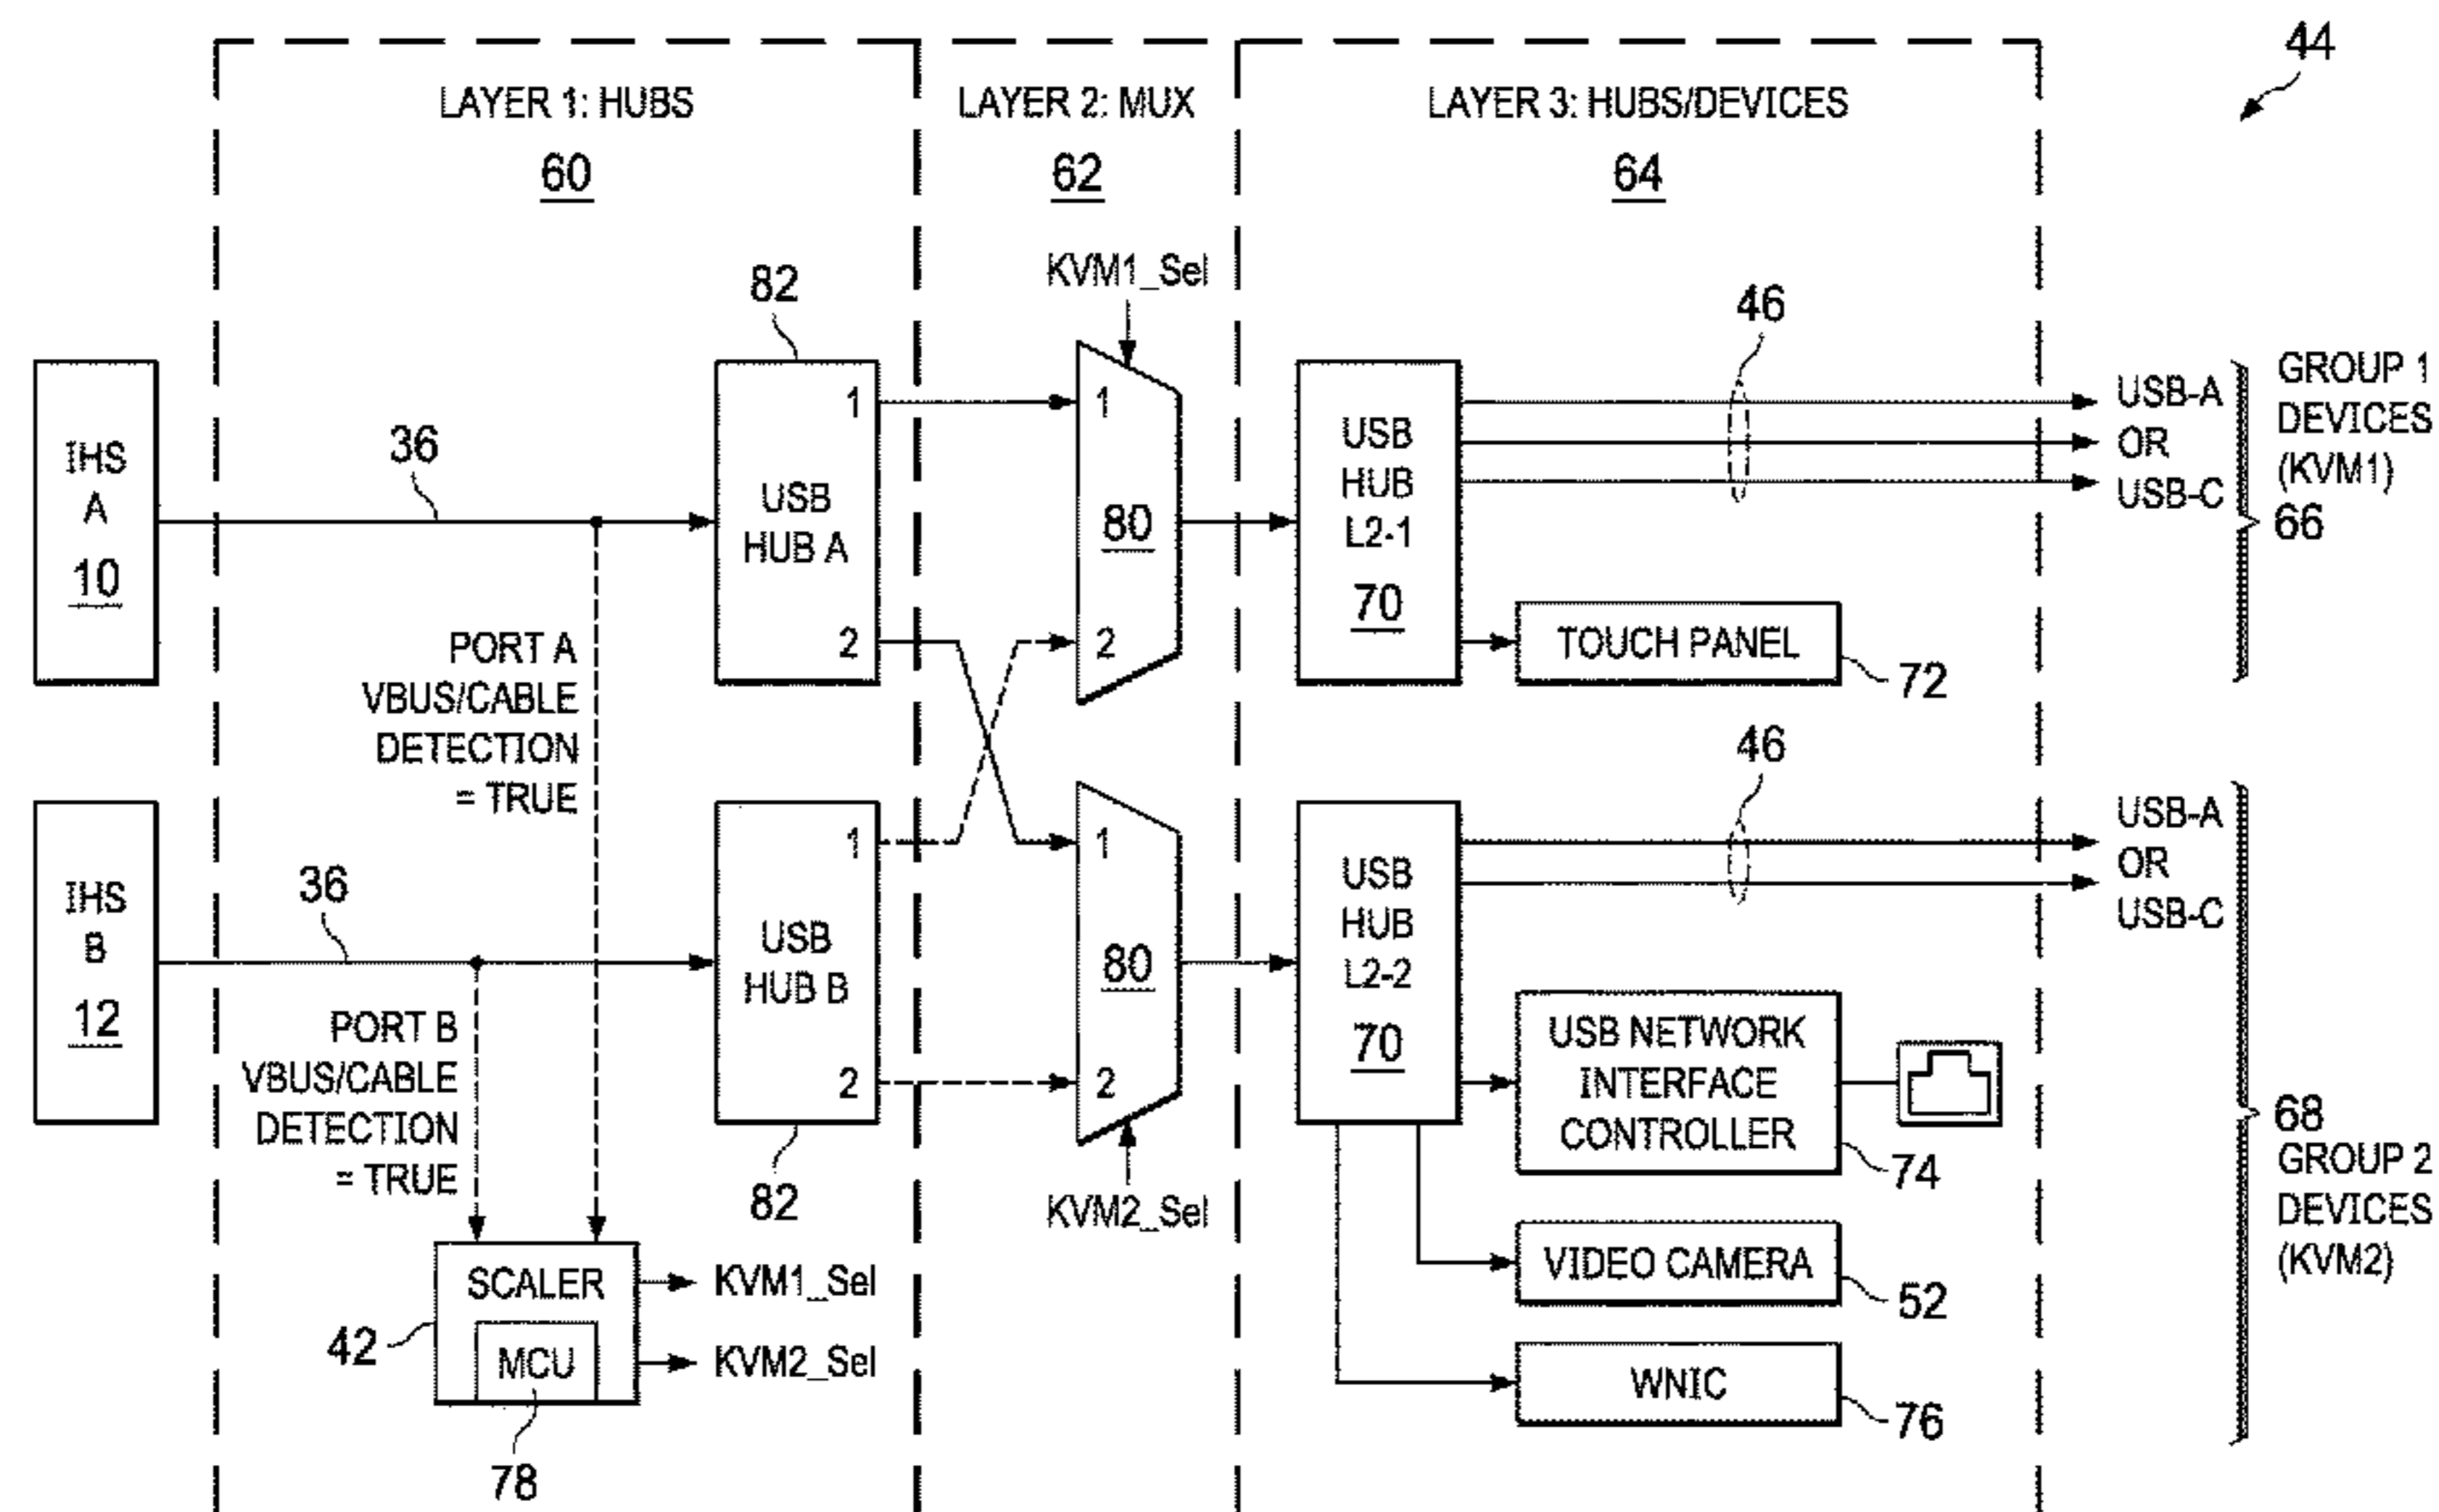 44
LAYER 1: HUBS
60
LAYER 2: MUX
62
LAYER 3: HUBS/DEVICES
64
IHS
A
10
36
PORT A
VBUS/CABLE
DETECTION
= TRUE
82
USB
HUB A
1
2
KVM1_Sel
1
80
2
USB
HUB
L2-1
70
46
TOUCH PANEL
72
USB-A
OR
USB-C
GROUP 1
DEVICES
(KVM1)
66
IHS
B
12
36
PORT B
VBUS/CABLE
DETECTION
= TRUE
USB
HUB B
1
2
82
1
80
2
KVM2_Sel
USB
HUB
L2-2
70
46
USB-A
OR
USB-C
USB NETWORK
INTERFACE
CONTROLLER
74
VIDEO CAMERA
52
WNIC
76
68
GROUP 2
DEVICES
(KVM2)
SCALER
42
MCU
78
KVM1_Sel
KVM2_Sel